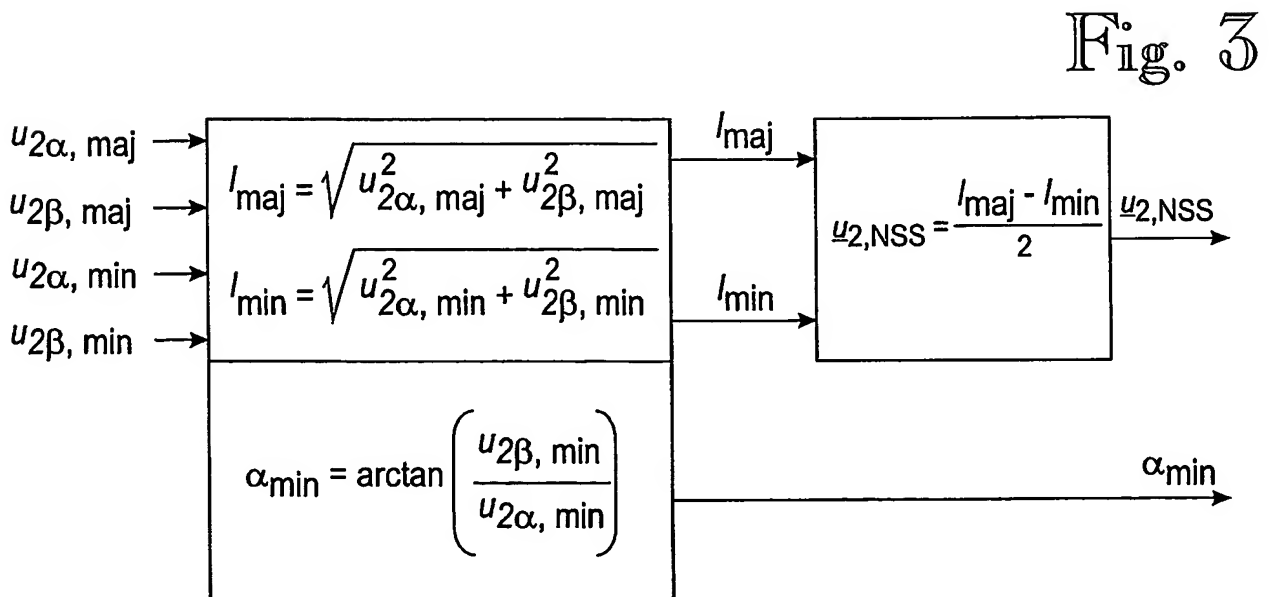 Fig. 3
u2α, maj
u2β, maj
u2α, min
u2β, min
lmaj = √(u²2α, maj + u²2β, maj)
lmin = √(u²2α, min + u²2β, min)
αmin = arctan (u2β, min / u2α, min)
lmaj
lmin
u2,NSS = (lmaj - lmin) / 2
u2,NSS
αmin